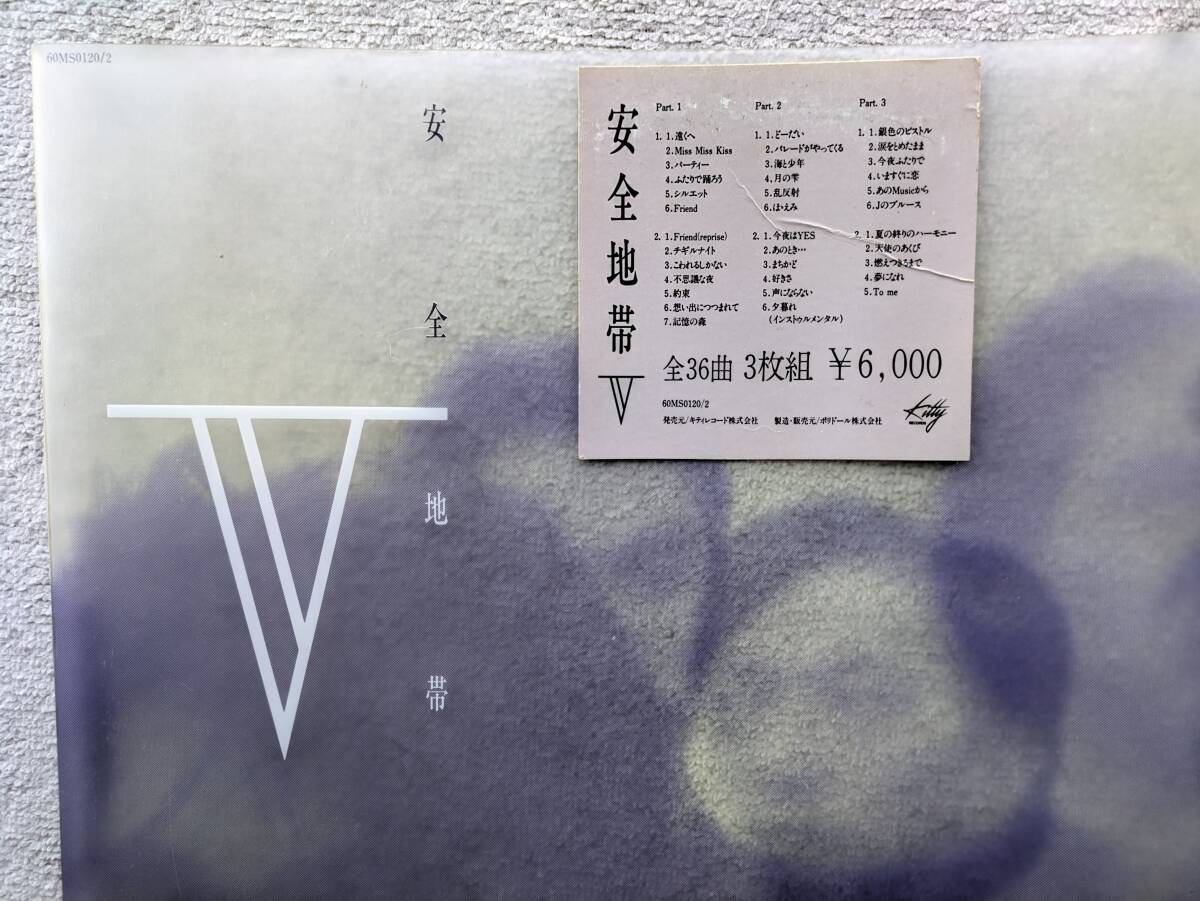 60MS0120/2
安全地帯
V
安全地帯
V
Part. 1
1. 1.遠くへ
2.Miss Miss Kiss
3.パーティー
4.ふたりで踊ろう
5.シルエット
6.Friend
2. 1.Friend(reprise)
2.チギルナイト
3.こわれるしかない
4.不思議な夜
5.約束
6.想い出につつまれて
7.記憶の森
Part. 2
1. 1.どーだい
2.パレードがやってくる
3.海と少年
4.月の雫
5.乱反射
6.ほゝえみ
2. 1.今夜はYES
2.あのとき…
3.まちかど
4.好きさ
5.声にならない
6.夕暮れ
(インストゥルメンタル)
Part. 3
1. 1.銀色のピストル
2.涙をとめたまま
3.今夜ふたりで
4.いますぐに恋
5.あのMusicから
6.Jのブルース
2. 1.夏の終りのハーモニー
2.天使のあくび
3.燃えつきるまで
4.夢になれ
5.To me
全36曲 3枚組 ¥6,000
60MS0120/2
発売元/キティレコード株式会社 製造・販売元/ポリドール株式会社
Kitty
RECORDS